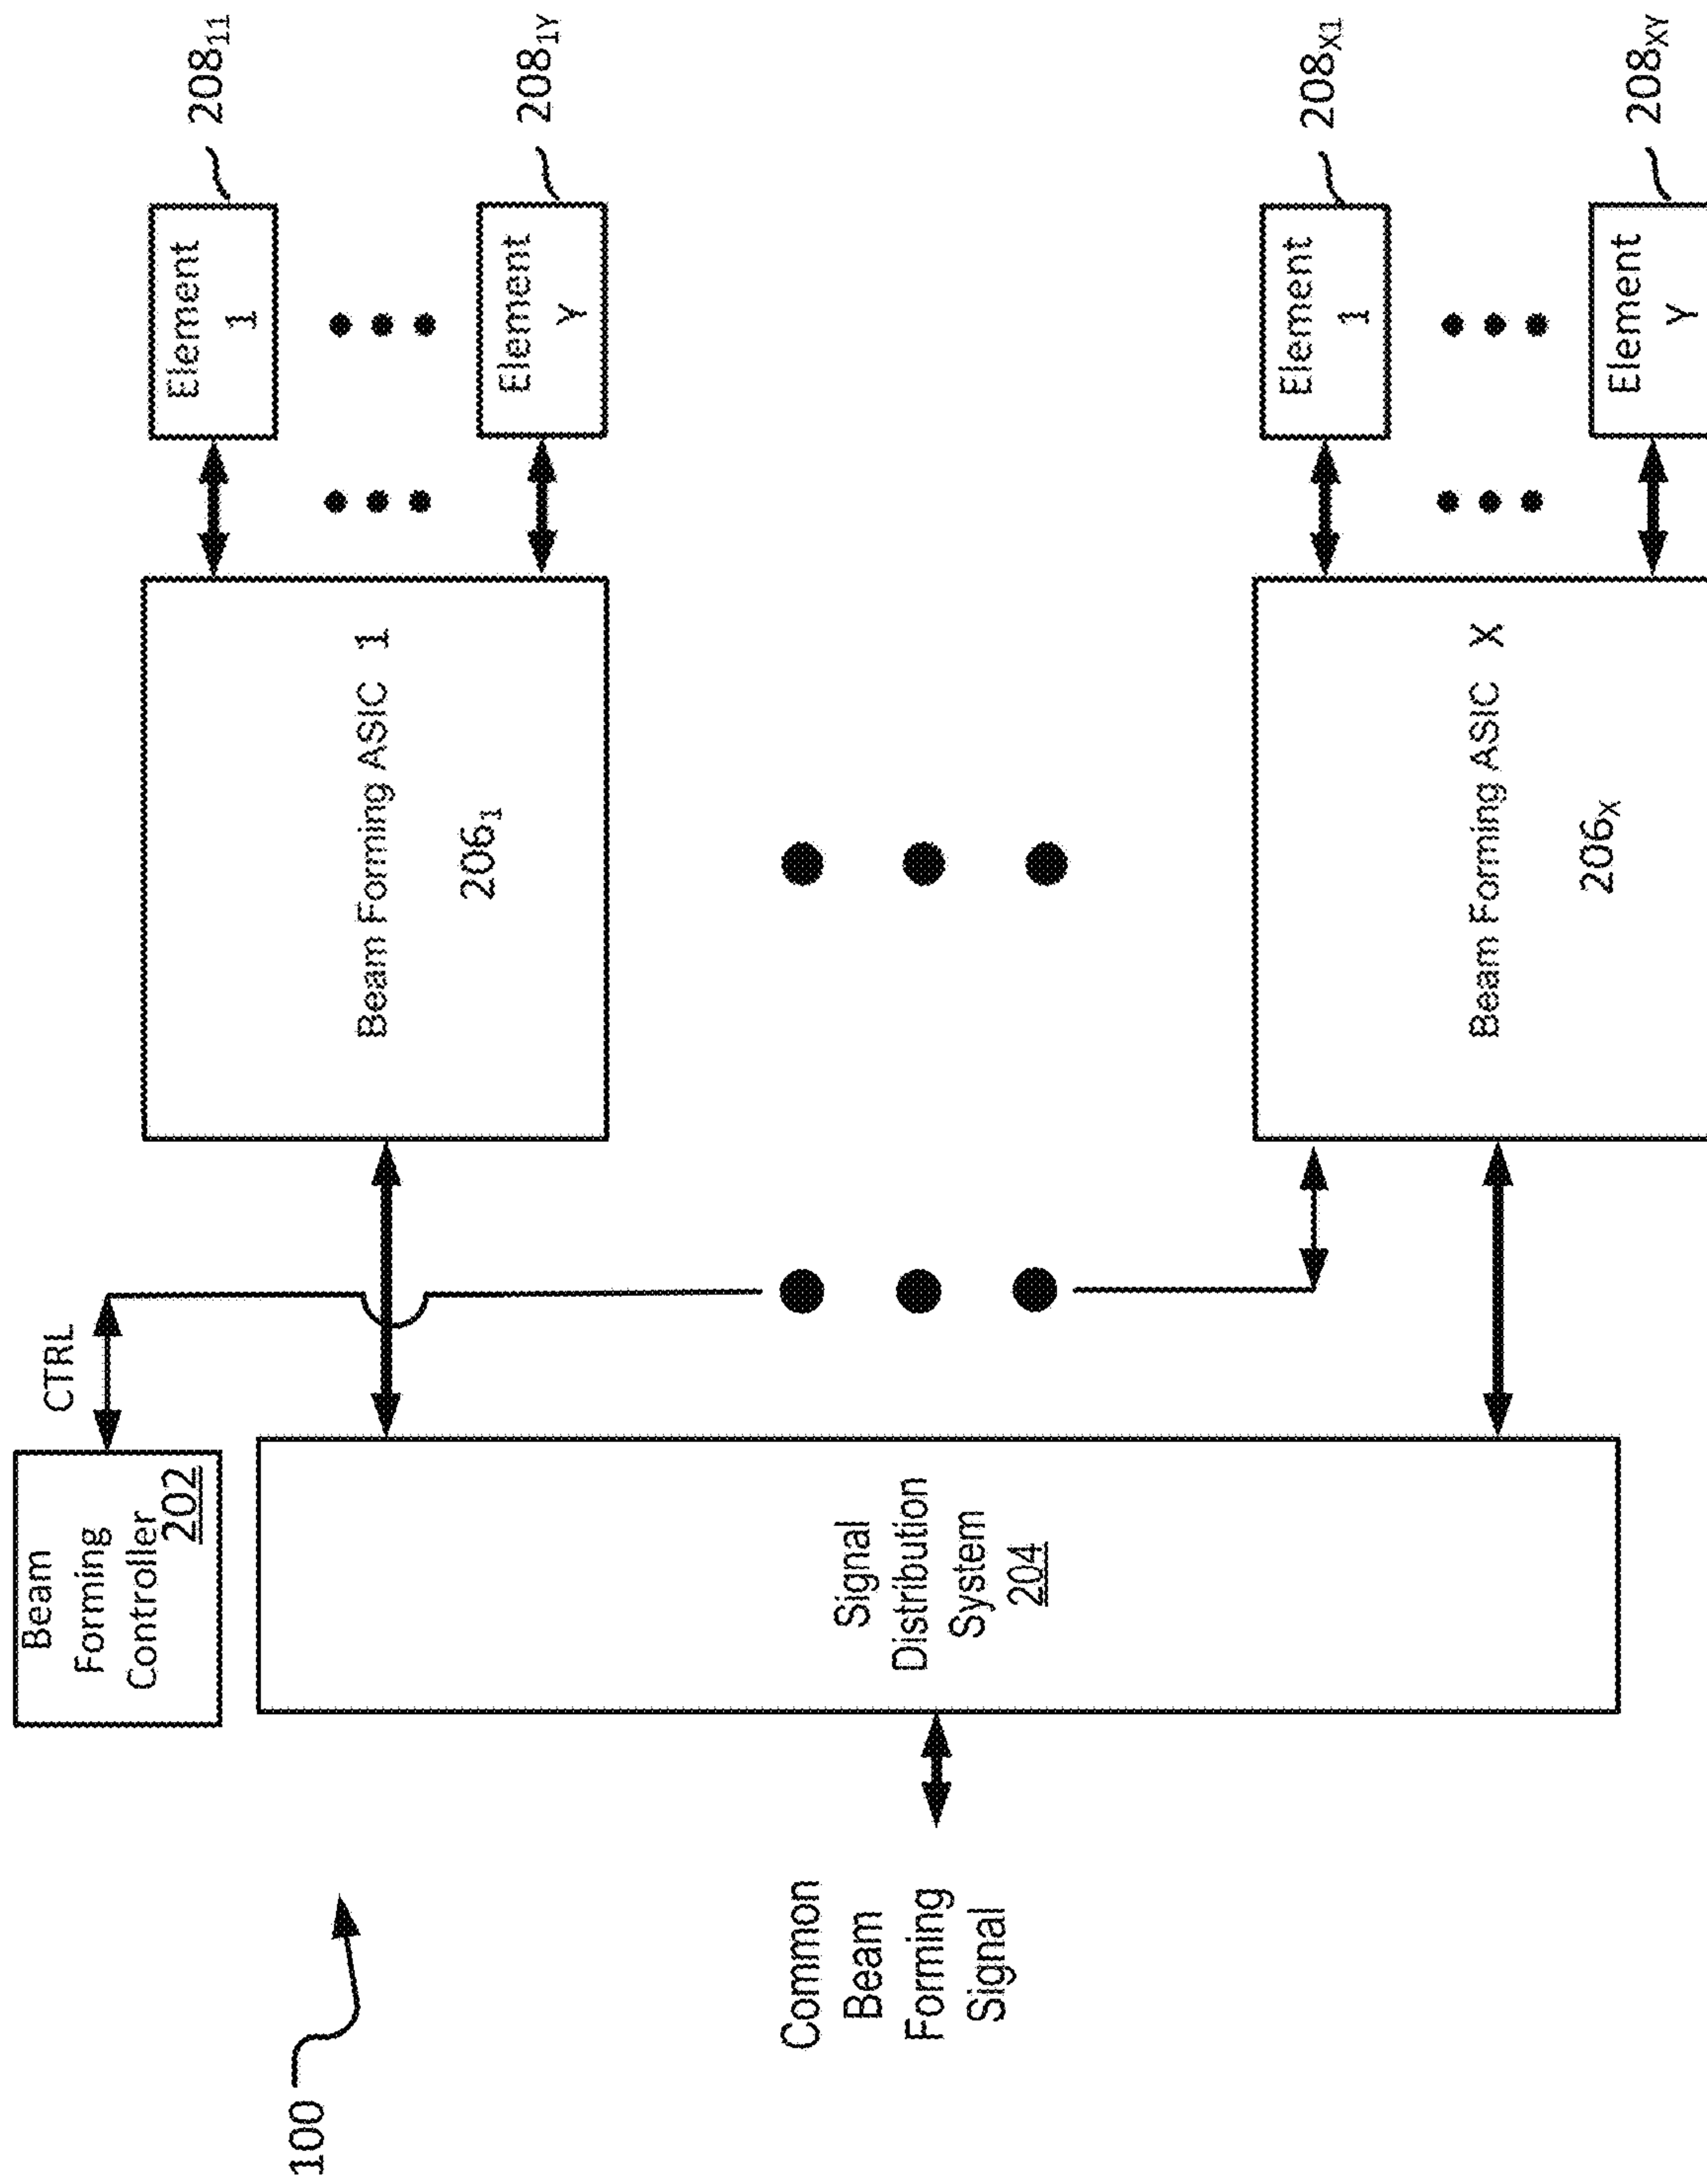 100
Common
Beam
Forming
Signal
Beam
Forming
Controller
202
CTRL
Signal
Distribution
System
204
Beam Forming ASIC 1
206₁
Element
1
208₁₁
Element
Y
208₁Y
Beam Forming ASIC X
206X
Element
1
208X₁
Element
Y
208XY